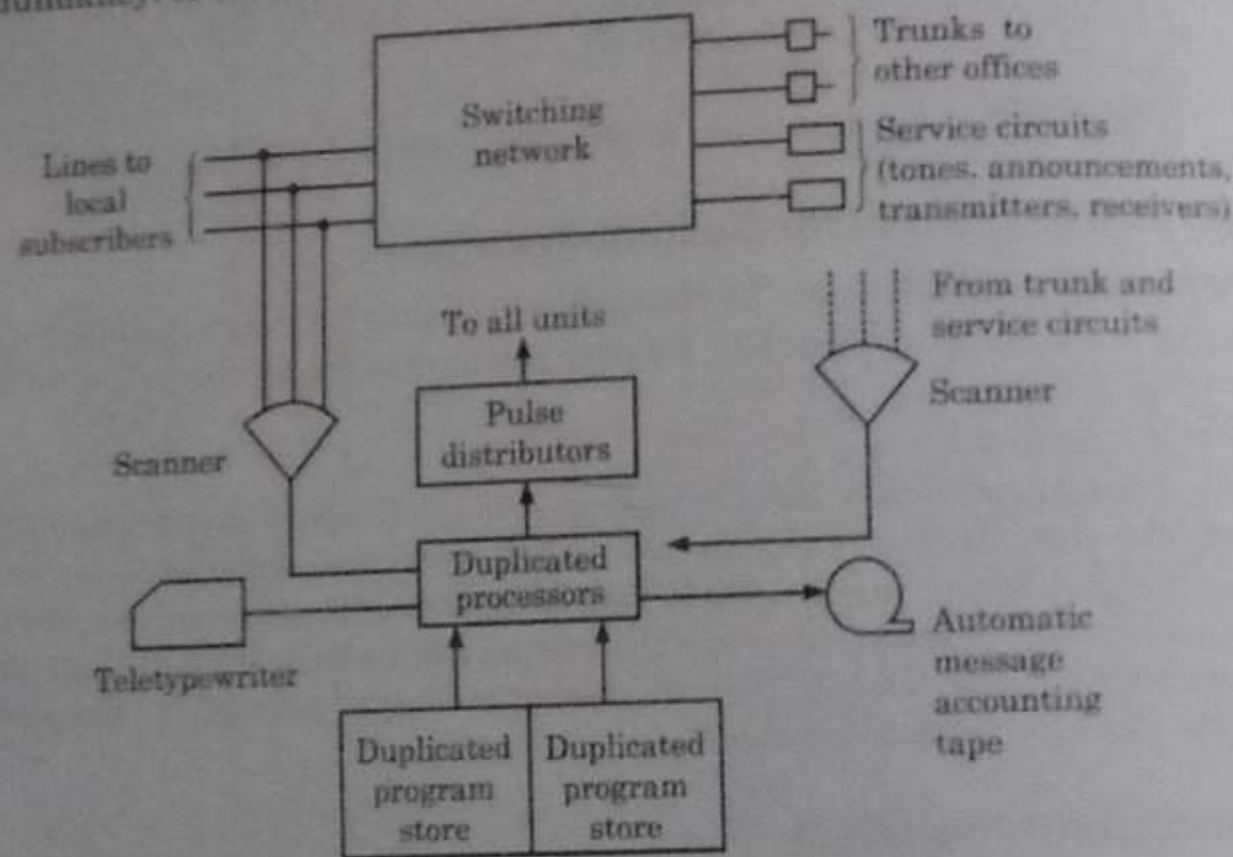 Trunks to
other offices
Switching
network
Lines to
local
subscribers
Service circuits
(tones, announcements,
transmitters, receivers)
From trunk and
service circuits
To all units
Scanner
Pulse
distributors
Scanner
Duplicated
processors
Teletypewriter
Automatic
message
accounting
tape
Duplicated
program
store
Duplicated
program
store